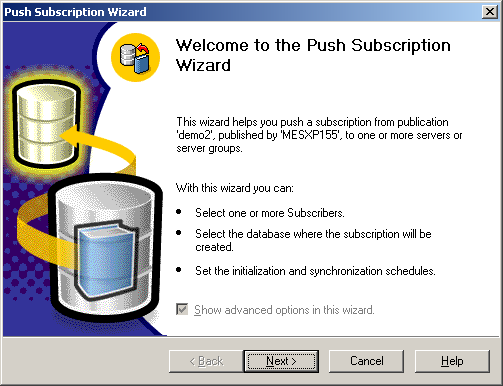 Push Subscription Wizard
Welcome to the Push Subscription
Wizard
This wizard helps you push a subscription from publication
'demo2', published by 'MESXP155', to one or more servers or
server groups.
With this wizard you can:
• Select one or more Subscribers.
• Select the database where the subscription will be
created.
• Set the initialization and synchronization schedules.
Show advanced options in this wizard.
< Back
Next >
Cancel
Help